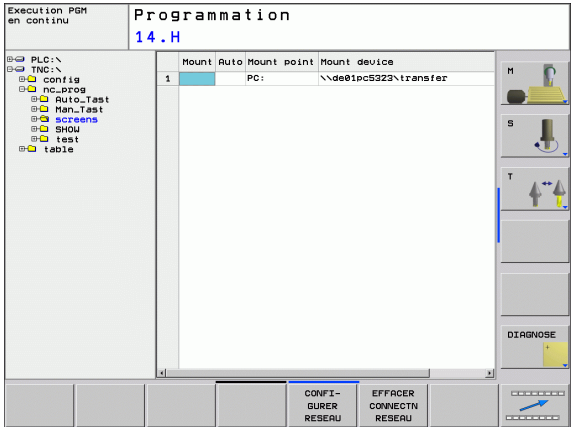 Execution PGM
en continu
Programmation
14.H
PLC:\
TNC:\
config
nc_prog
Auto_Tast
Man_Tast
screens
SHOW
test
table
Mount Auto Mount point Mount device
1 PC: \\de01pc5323\transfer
M
S
T
DIAGNOSE
CONFI-
GURER
RESEAU
EFFACER
CONNECTN
RESEAU